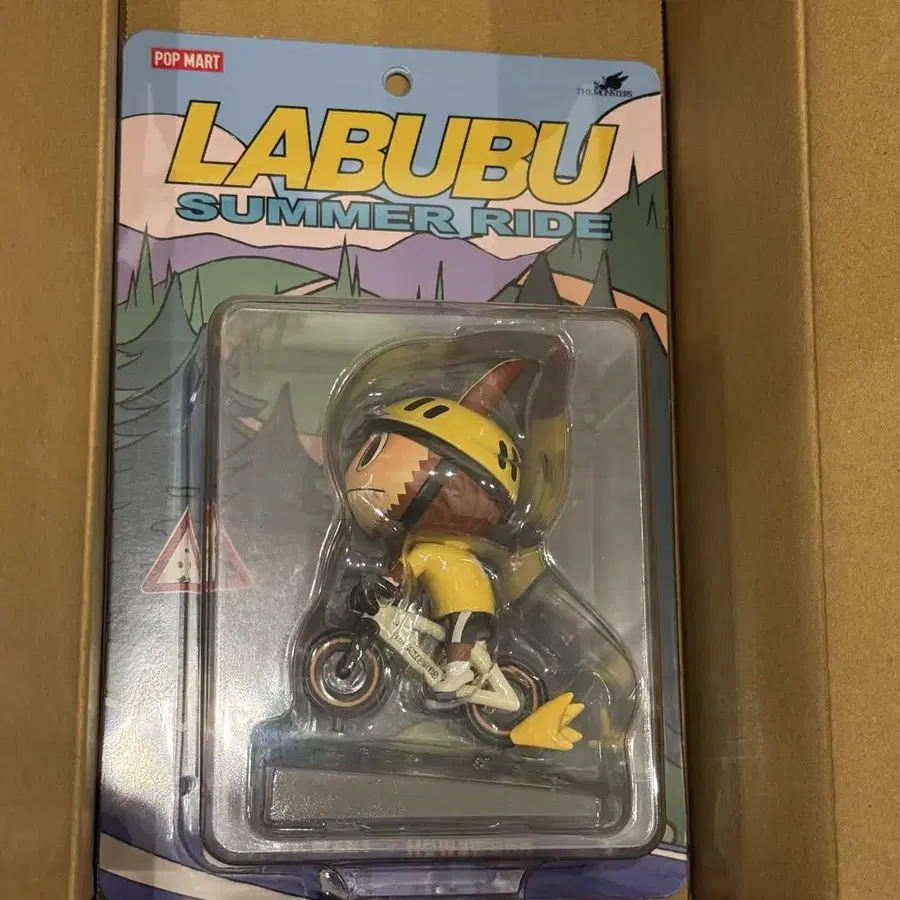 POP MART
THE MONSTERS
LABUBU
SUMMER RIDE